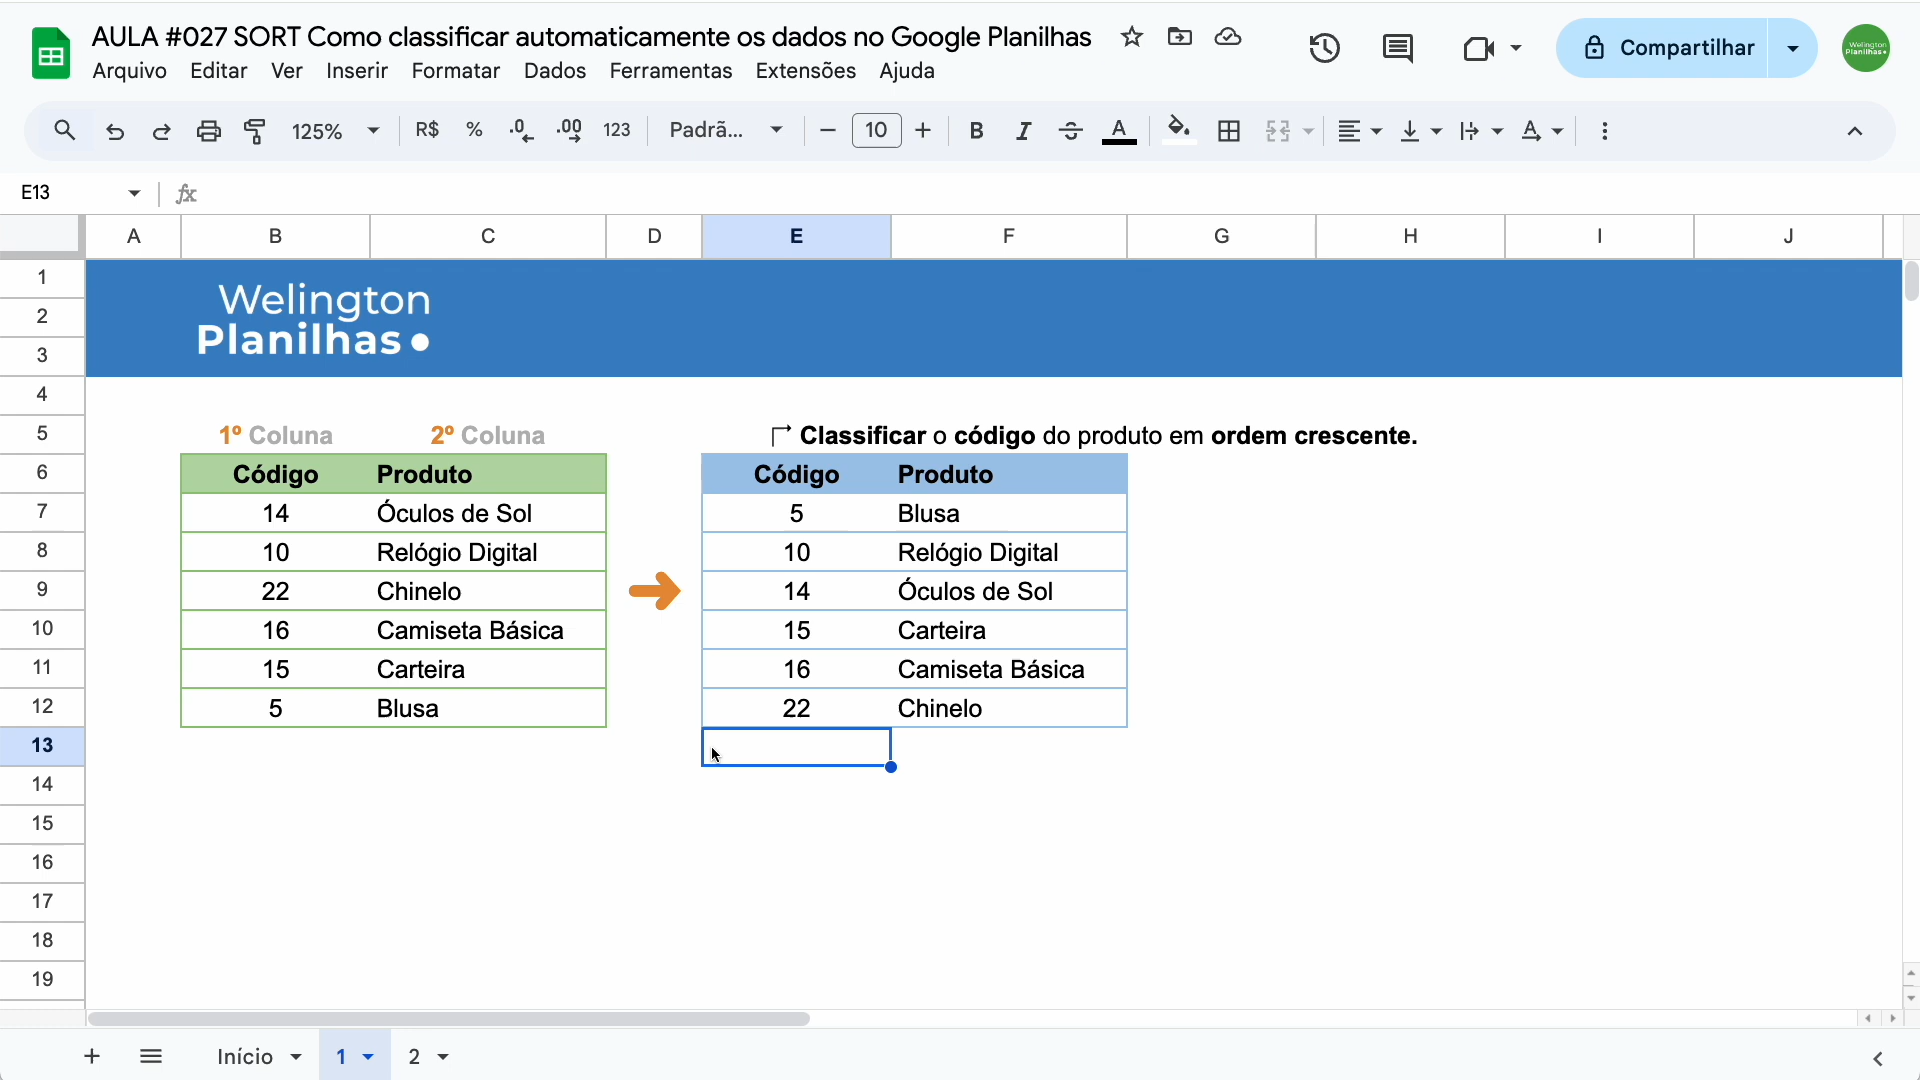 AULA #027 SORT Como classificar automaticamente os dados no Google Planilhas
Arquivo Editar Ver Inserir Formatar Dados Ferramentas Extensões Ajuda
Compartilhar
Welington
Planilhas
125% R$ % .0 .00 123 Padrã... − 10 + B I S A
E13 fx
A B C D E F G H I J
1
2
3
Welington
Planilhas
4
5 1º Coluna 2º Coluna Classificar o código do produto em ordem crescente.
6 Código Produto Código Produto
7 14 Óculos de Sol 5 Blusa
8 10 Relógio Digital 10 Relógio Digital
9 22 Chinelo 14 Óculos de Sol
10 16 Camiseta Básica 15 Carteira
11 15 Carteira 16 Camiseta Básica
12 5 Blusa 22 Chinelo
13
14
15
16
17
18
19
+ Início 1 2